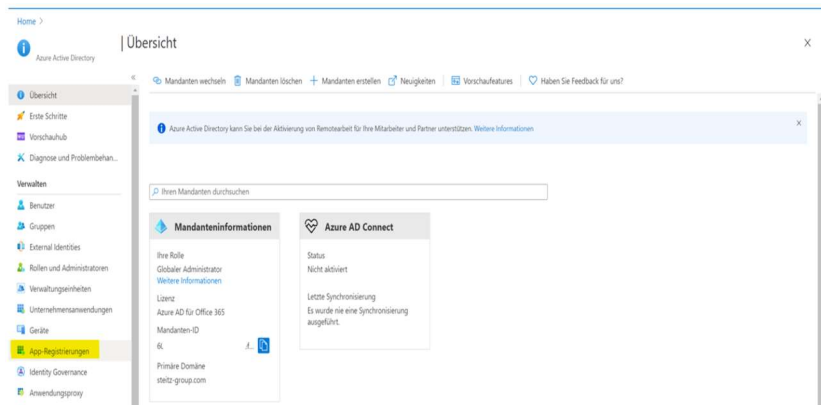 Home >
Übersicht
Azure Active Directory
Mandanten wechseln Mandanten löschen Mandanten erstellen Neuigkeiten Vorschaufeatures Haben Sie Feedback für uns?
Übersicht
Erste Schritte
Vorschauhub
Diagnose und Problembehan...
Verwalten
Benutzer
Gruppen
External Identities
Rollen und Administratoren
Verwaltungseinheiten
Unternehmensanwendungen
Geräte
App-Registrierungen
Identity Governance
Anwendungsproxy
Azure Active Directory kann Sie bei der Aktivierung von Remotearbeit für Ihre Mitarbeiter und Partner unterstützen. Weitere Informationen
Ihren Mandanten durchsuchen
Mandanteninformationen
Ihre Rolle
Globaler Administrator
Weitere Informationen
Lizenz
Azure AD für Office 365
Mandanten-ID
Primäre Domäne
steitz-group.com
Azure AD Connect
Status
Nicht aktiviert
Letzte Synchronisierung
Es wurde nie eine Synchronisierung
ausgeführt.